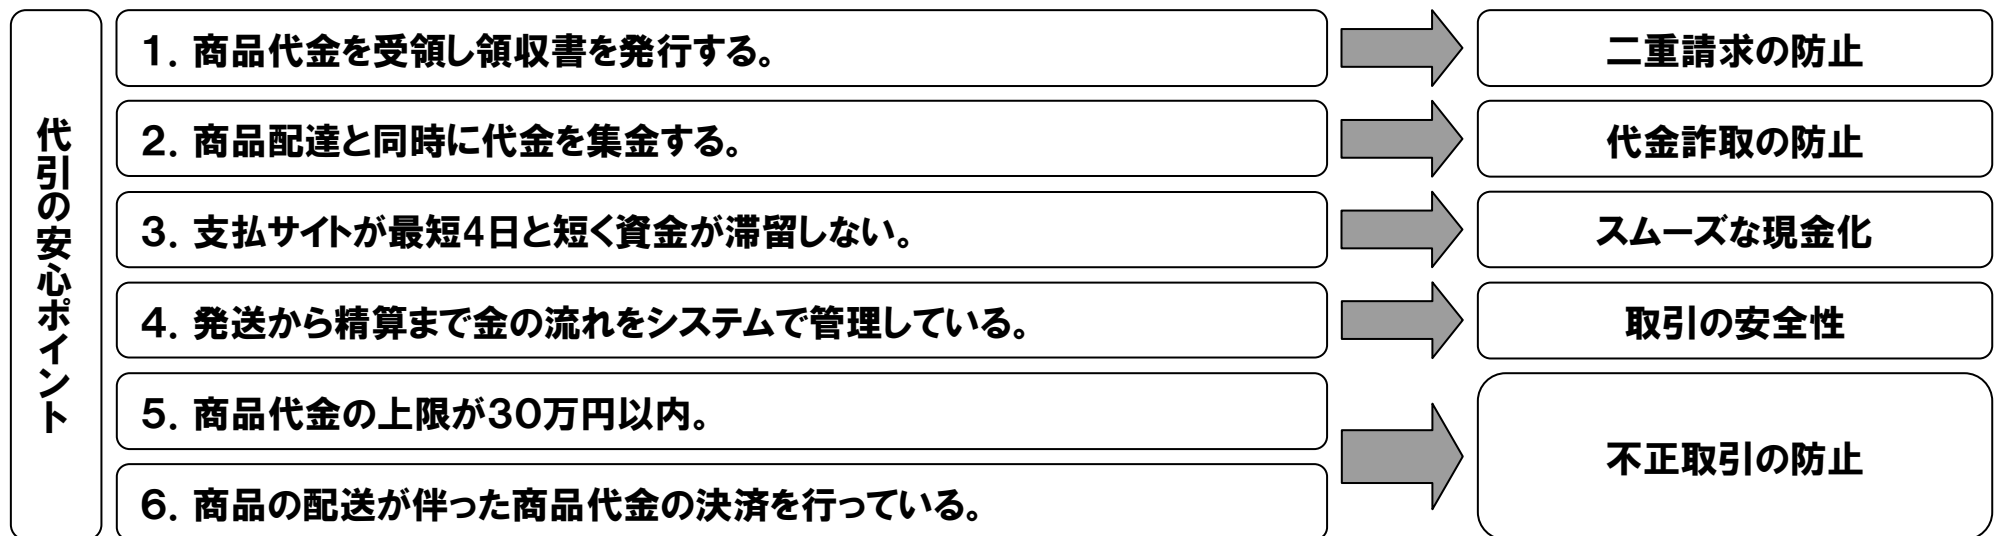 代引の安心ポイント
1. 商品代金を受領し領収書を発行する。
二重請求の防止
2. 商品配達と同時に代金を集金する。
代金詐取の防止
3. 支払サイトが最短4日と短く資金が滞留しない。
スムーズな現金化
4. 発送から精算まで金の流れをシステムで管理している。
取引の安全性
5. 商品代金の上限が30万円以内。
6. 商品の配送が伴った商品代金の決済を行っている。
不正取引の防止